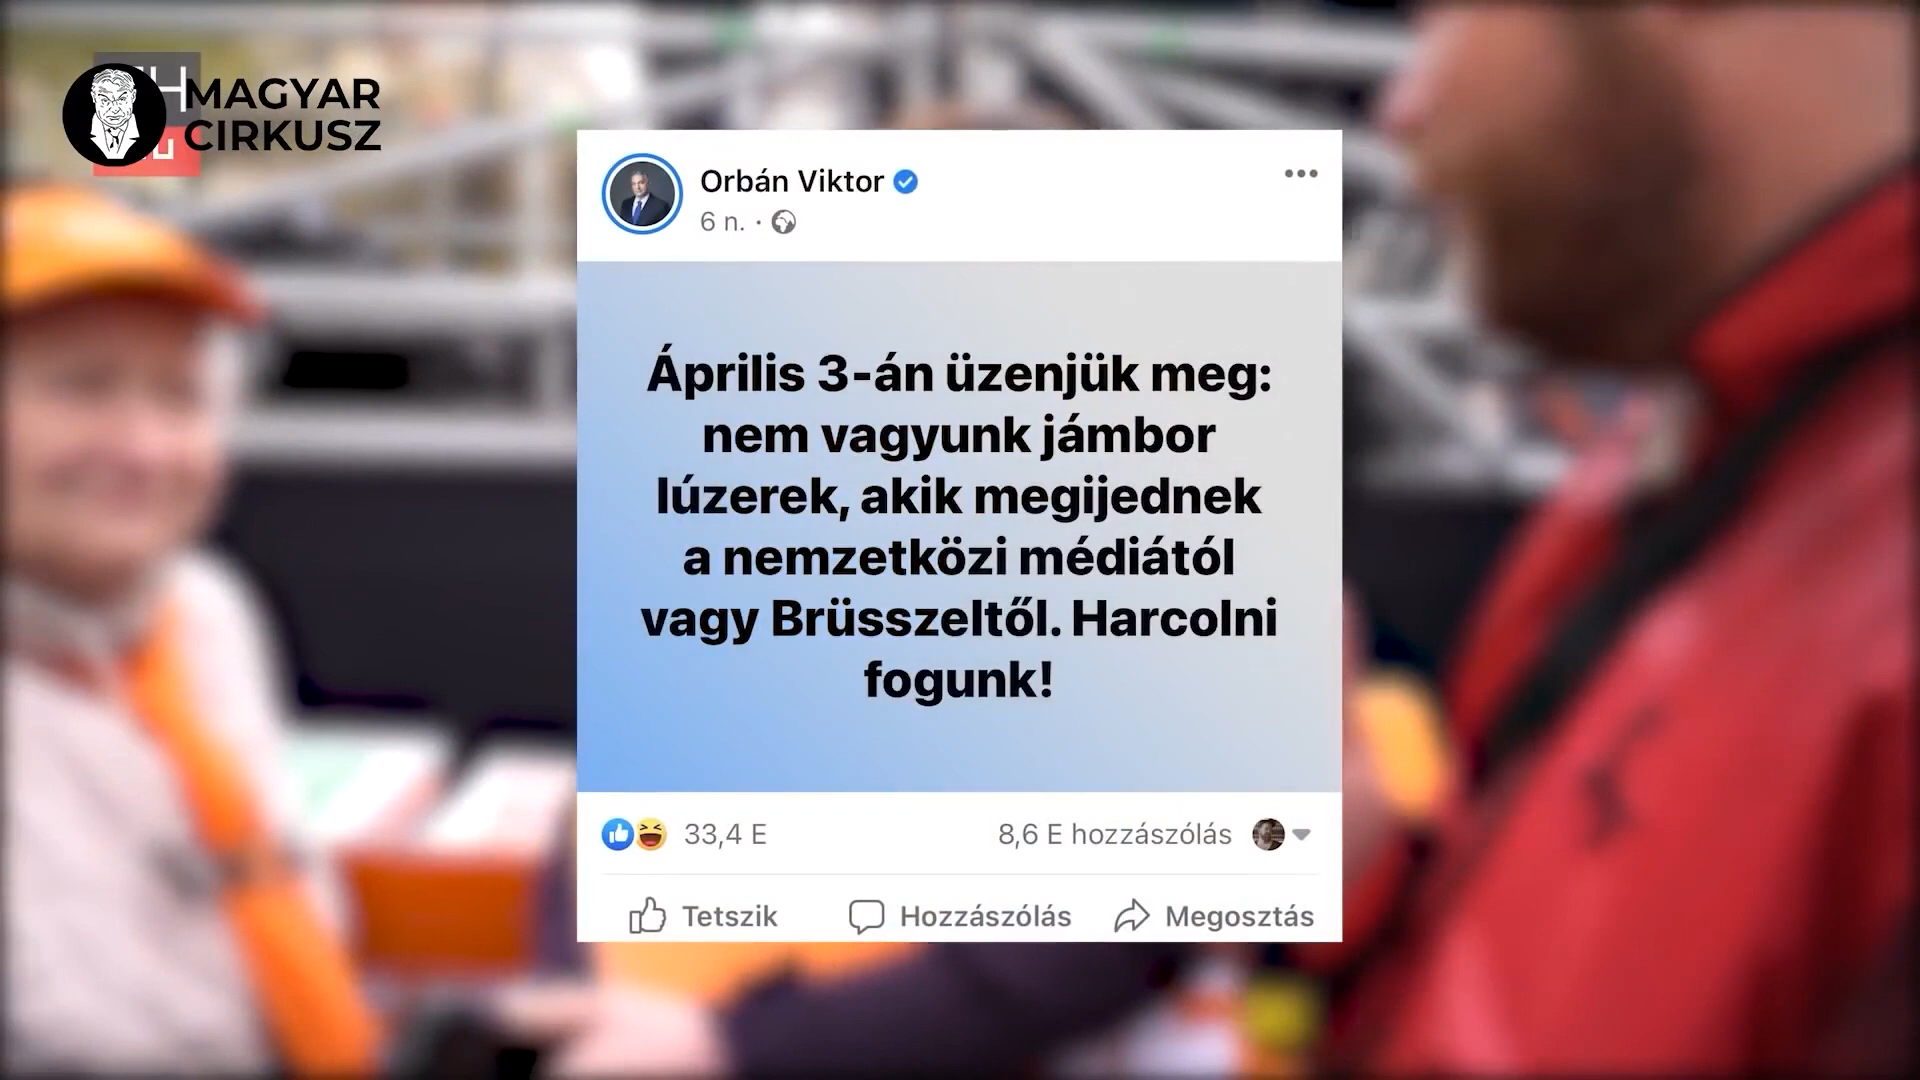 MAGYAR
CIRKUSZ
Orbán Viktor
6 n. ·
Április 3-án üzenjük meg:
nem vagyunk jámbor
lúzerek, akik megijednek
a nemzetközi médiától
vagy Brüsszeltől. Harcolni
fogunk!
33,4 E
8,6 E hozzászólás
Tetszik
Hozzászólás
Megosztás